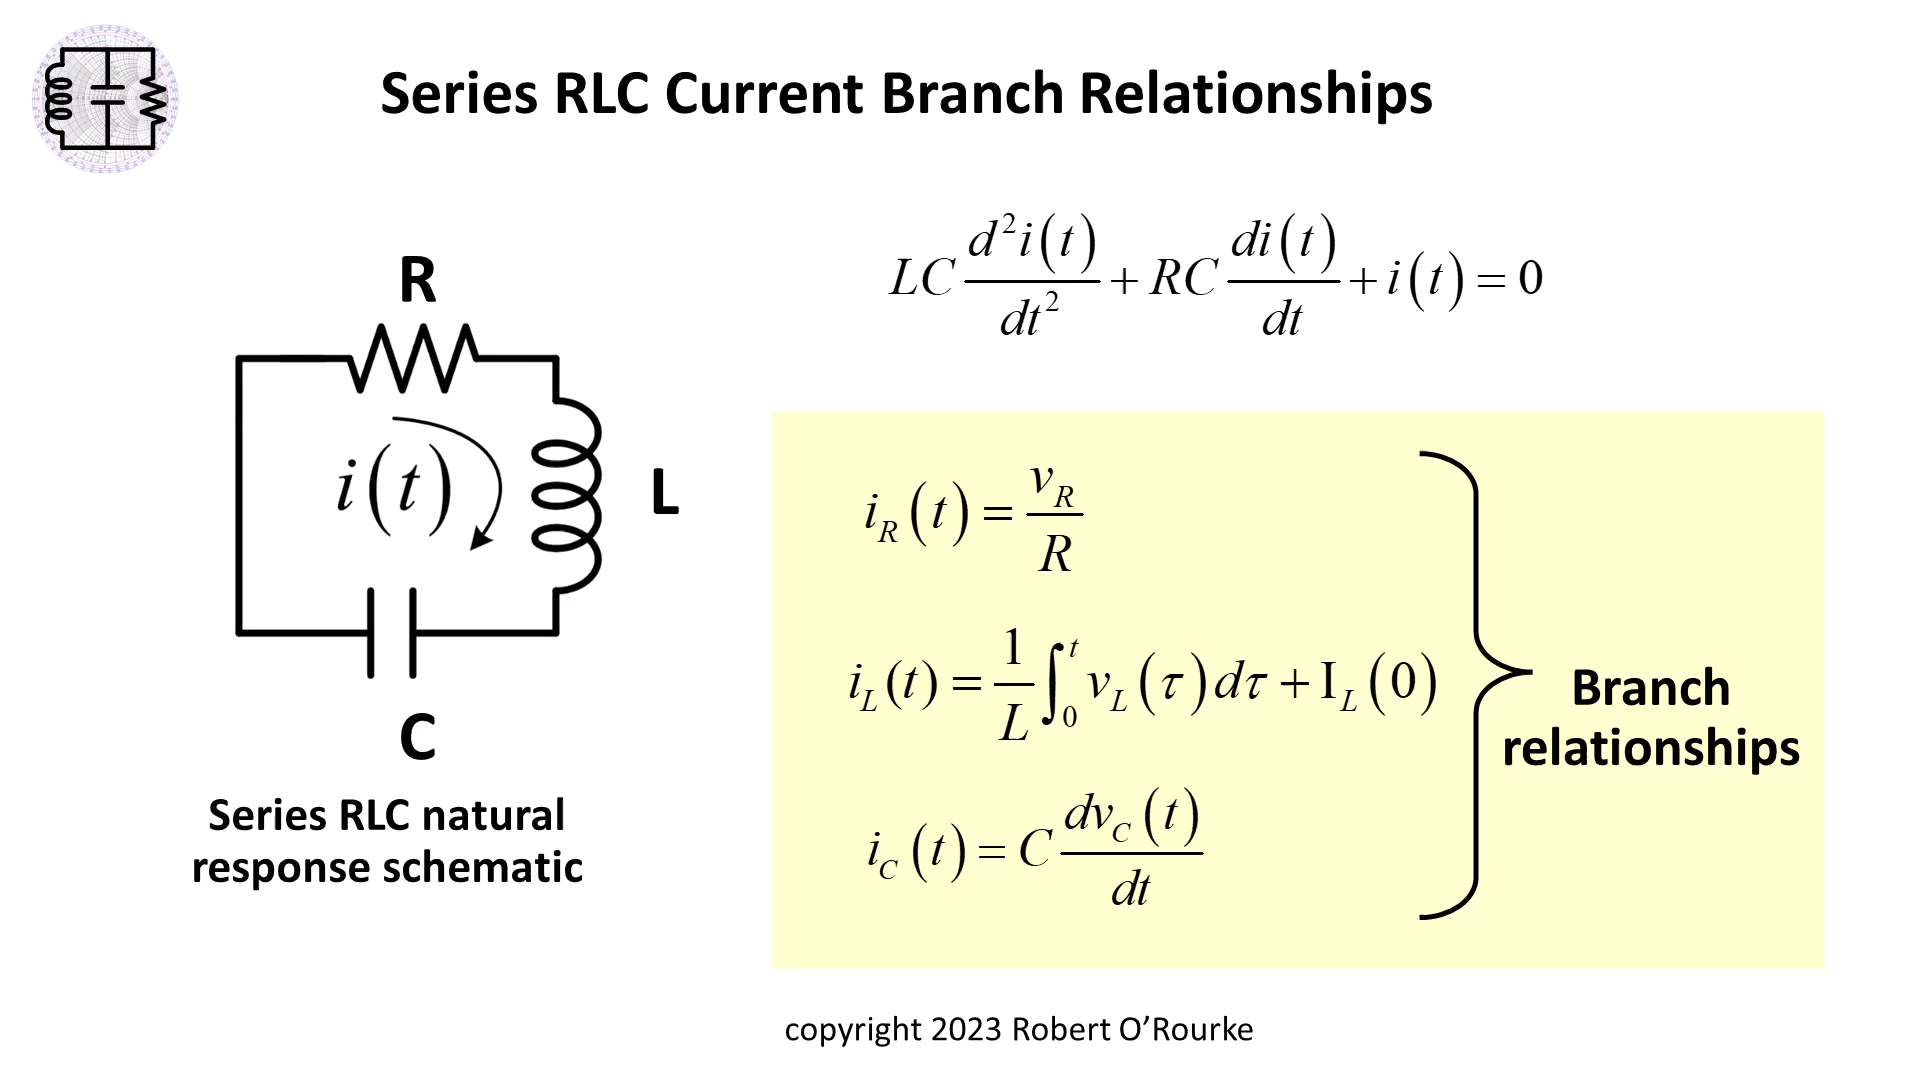 Series RLC Current Branch Relationships
LC d²i(t)/dt² + RC di(t)/dt + i(t) = 0
R
i(t)
L
C
Series RLC natural
response schematic
i_R(t) = v_R/R
i_L(t) = 1/L ∫₀ᵗ v_L(τ)dτ + I_L(0)
i_C(t) = C dv_C(t)/dt
Branch
relationships
copyright 2023 Robert O’Rourke